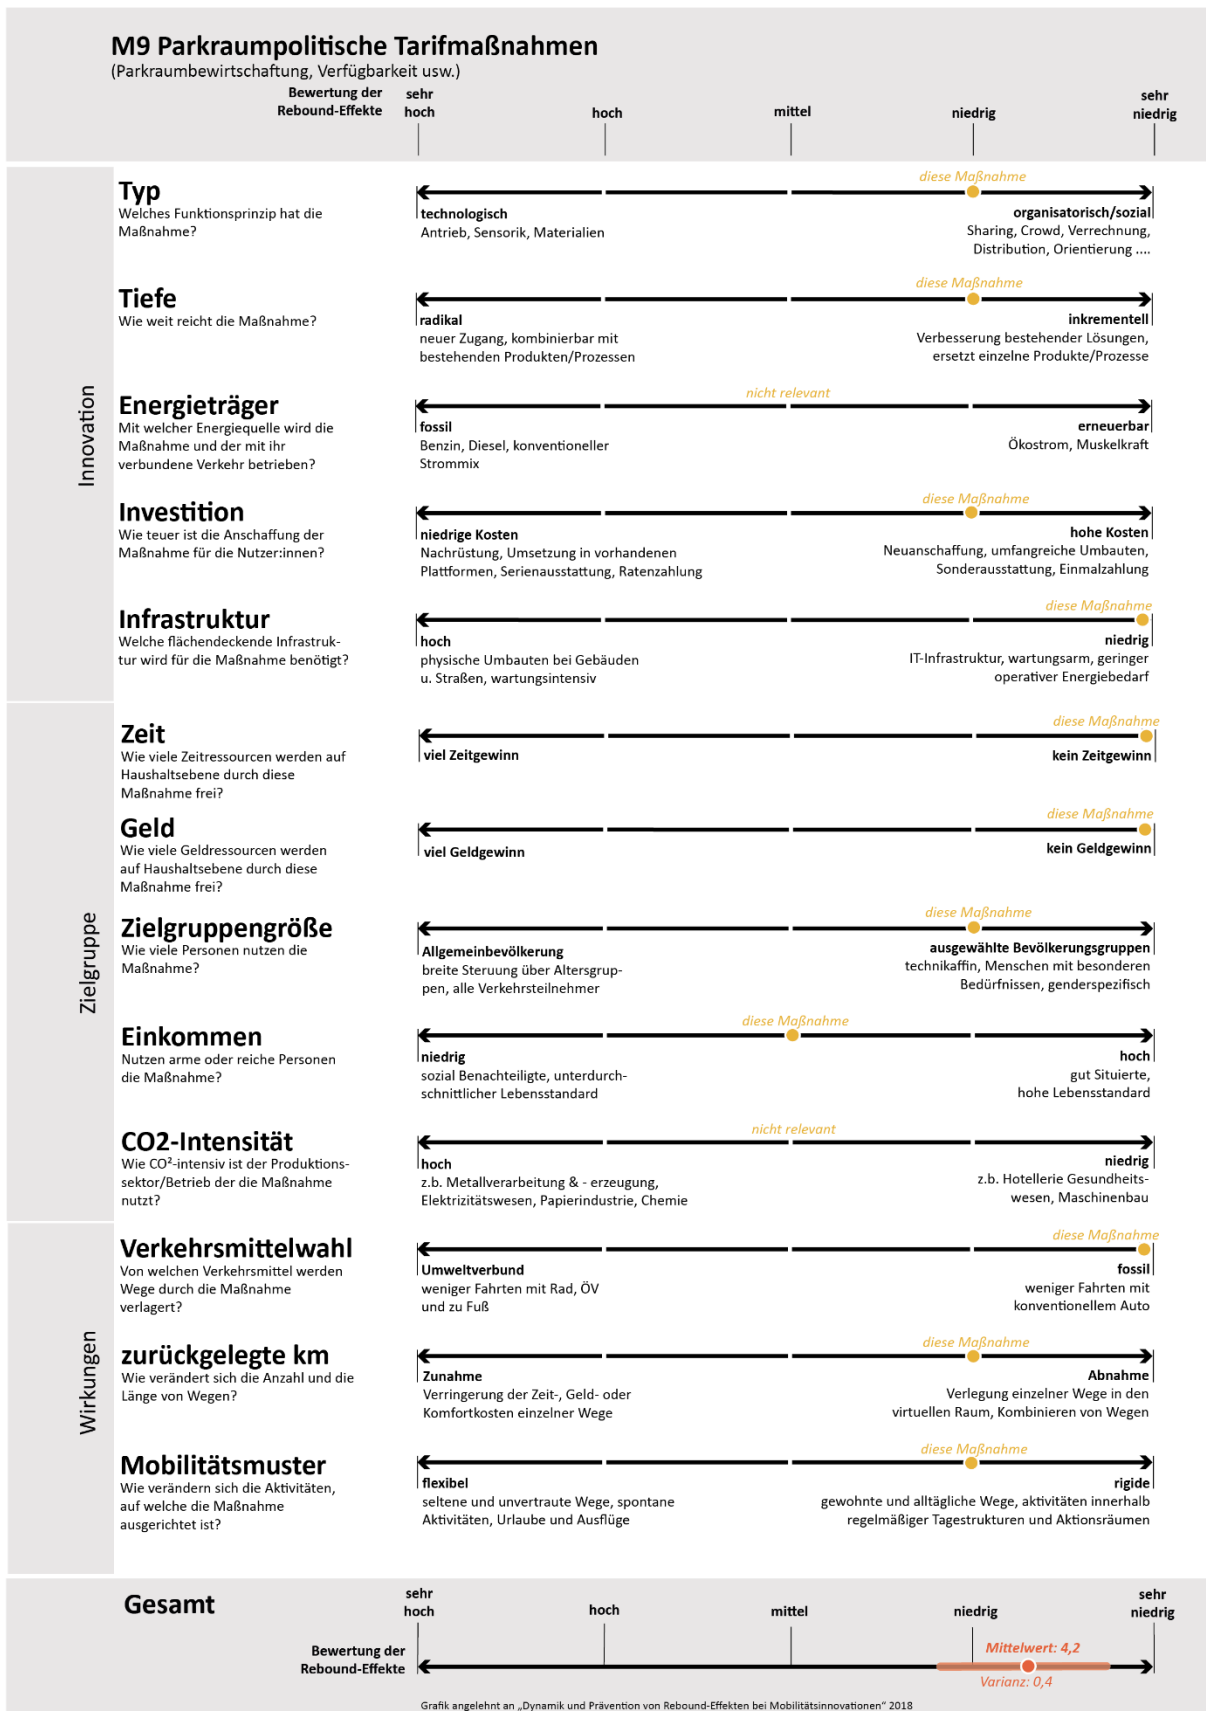 M9 Parkraumpolitische Tarifmaßnahmen
(Parkraumbewirtschaftung, Verfügbarkeit usw.)
Bewertung der
Rebound-Effekte
sehr
hoch
hoch
mittel
niedrig
sehr
niedrig
Innovation
Typ
Welches Funktionsprinzip hat die
Maßnahme?
diese Maßnahme
technologisch
Antrieb, Sensorik, Materialien
organisatorisch/sozial
Sharing, Crowd, Verrechnung,
Distribution, Orientierung ....
Tiefe
Wie weit reicht die Maßnahme?
diese Maßnahme
radikal
neuer Zugang, kombinierbar mit
bestehenden Produkten/Prozessen
inkrementell
Verbesserung bestehender Lösungen,
ersetzt einzelne Produkte/Prozesse
Energieträger
Mit welcher Energiequelle wird die
Maßnahme und der mit ihr
verbundene Verkehr betrieben?
nicht relevant
fossil
Benzin, Diesel, konventioneller
Strommix
erneuerbar
Ökostrom, Muskelkraft
Investition
Wie teuer ist die Anschaffung der
Maßnahme für die Nutzer:innen?
diese Maßnahme
niedrige Kosten
Nachrüstung, Umsetzung in vorhandenen
Plattformen, Serienausstattung, Ratenzahlung
hohe Kosten
Neuanschaffung, umfangreiche Umbauten,
Sonderausstattung, Einmalzahlung
Infrastruktur
Welche flächendeckende Infrastruk-
tur wird für die Maßnahme benötigt?
diese Maßnahme
hoch
physische Umbauten bei Gebäuden
u. Straßen, wartungsintensiv
niedrig
IT-Infrastruktur, wartungsarm, geringer
operativer Energiebedarf
Zielgruppe
Zeit
Wie viele Zeitressourcen werden auf
Haushaltsebene durch diese
Maßnahme frei?
diese Maßnahme
viel Zeitgewinn
kein Zeitgewinn
Geld
Wie viele Geldressourcen werden
auf Haushaltsebene durch diese
Maßnahme frei?
diese Maßnahme
viel Geldgewinn
kein Geldgewinn
Zielgruppengröße
Wie viele Personen nutzen die
Maßnahme?
diese Maßnahme
Allgemeinbevölkerung
breite Steruung über Altersgrup-
pen, alle Verkehrsteilnehmer
ausgewählte Bevölkerungsgruppen
technikaffin, Menschen mit besonderen
Bedürfnissen, genderspezifisch
Einkommen
Nutzen arme oder reiche Personen
die Maßnahme?
diese Maßnahme
niedrig
sozial Benachteiligte, unterdurch-
schnittlicher Lebensstandard
hoch
gut Situierte,
hohe Lebensstandard
CO2-Intensität
Wie CO²-intensiv ist der Produktions-
sektor/Betrieb der die Maßnahme
nutzt?
nicht relevant
hoch
z.b. Metallverarbeitung & - erzeugung,
Elektrizitätswesen, Papierindustrie, Chemie
niedrig
z.b. Hotellerie Gesundheits-
wesen, Maschinenbau
Wirkungen
Verkehrsmittelwahl
Von welchen Verkehrsmittel werden
Wege durch die Maßnahme
verlagert?
diese Maßnahme
Umweltverbund
weniger Fahrten mit Rad, ÖV
und zu Fuß
fossil
weniger Fahrten mit
konventionellem Auto
zurückgelegte km
Wie verändert sich die Anzahl und die
Länge von Wegen?
diese Maßnahme
Zunahme
Verringerung der Zeit-, Geld- oder
Komfortkosten einzelner Wege
Abnahme
Verlegung einzelner Wege in den
virtuellen Raum, Kombinieren von Wegen
Mobilitätsmuster
Wie verändern sich die Aktivitäten,
auf welche die Maßnahme
ausgerichtet ist?
diese Maßnahme
flexibel
seltene und unvertraute Wege, spontane
Aktivitäten, Urlaube und Ausflüge
rigide
gewohnte und alltägliche Wege, aktivitäten innerhalb
regelmäßiger Tagestrukturen und Aktionsräumen
Gesamt
sehr
hoch
hoch
mittel
niedrig
sehr
niedrig
Bewertung der
Rebound-Effekte
Mittelwert: 4,2
Varianz: 0,4
Grafik angelehnt an „Dynamik und Prävention von Rebound-Effekten bei Mobilitätsinnovationen“ 2018